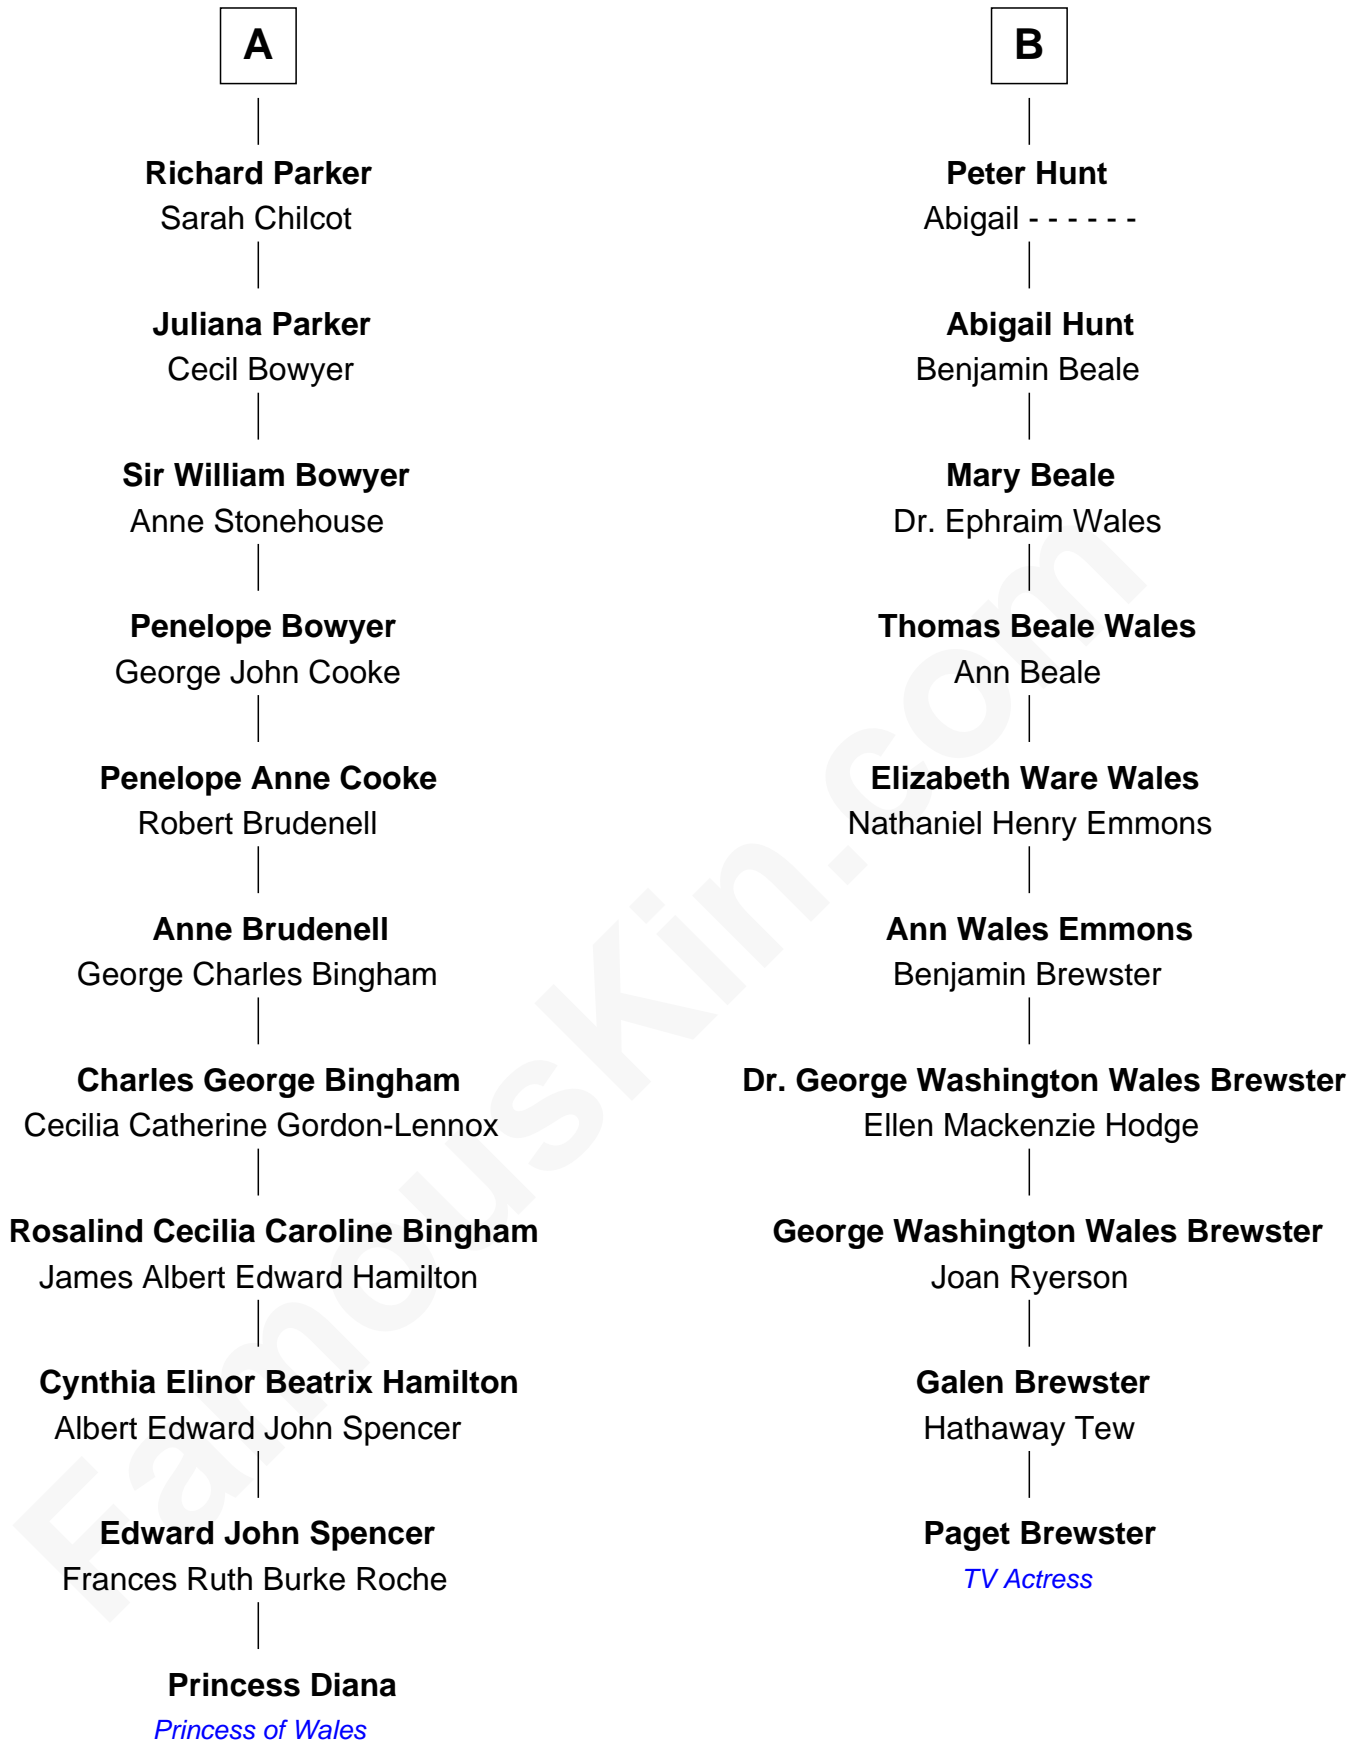 A
Richard Parker
Sarah Chilcot
Juliana Parker
Cecil Bowyer
Sir William Bowyer
Anne Stonehouse
Penelope Bowyer
George John Cooke
Penelope Anne Cooke
Robert Brudenell
Anne Brudenell
George Charles Bingham
Charles George Bingham
Cecilia Catherine Gordon-Lennox
Rosalind Cecilia Caroline Bingham
James Albert Edward Hamilton
Cynthia Elinor Beatrix Hamilton
Albert Edward John Spencer
Edward John Spencer
Frances Ruth Burke Roche
Princess Diana
Princess of Wales
B
Peter Hunt
Abigail - - - - - -
Abigail Hunt
Benjamin Beale
Mary Beale
Dr. Ephraim Wales
Thomas Beale Wales
Ann Beale
Elizabeth Ware Wales
Nathaniel Henry Emmons
Ann Wales Emmons
Benjamin Brewster
Dr. George Washington Wales Brewster
Ellen Mackenzie Hodge
George Washington Wales Brewster
Joan Ryerson
Galen Brewster
Hathaway Tew
Paget Brewster
TV Actress
FamousKin.com